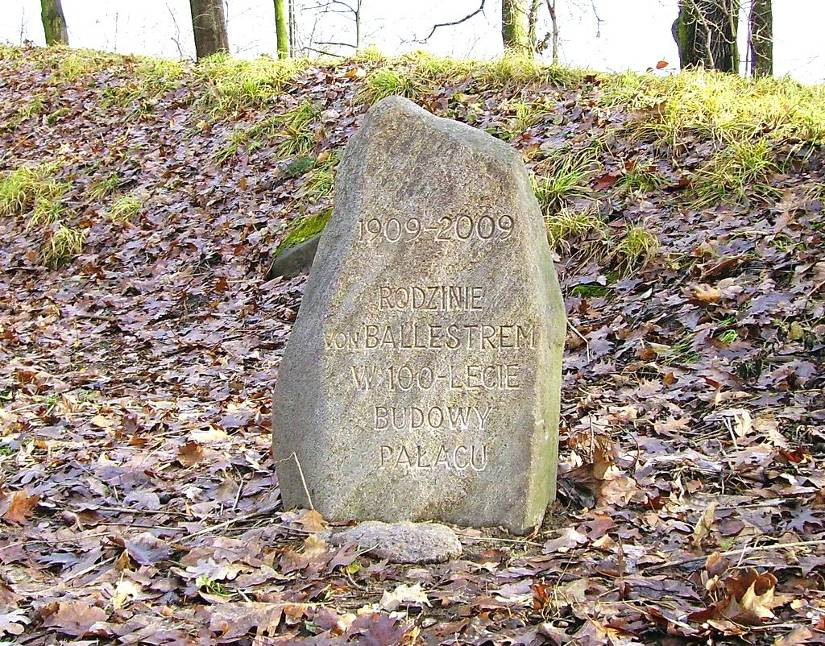 1909-2009
RODZINIE
VON BALLESTREM
W 100-LECIE
BUDOWY
PAŁACU